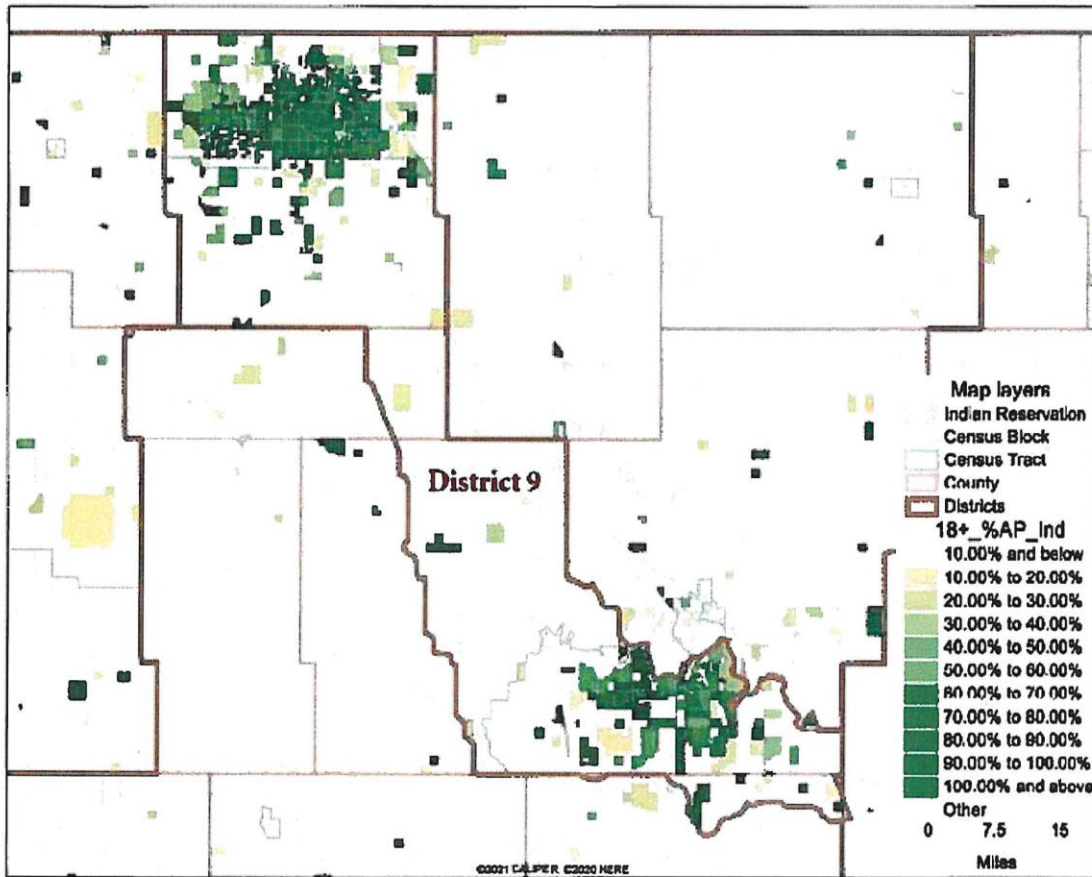 District 9
Map layers
Indian Reservation
Census Block
Census Tract
County
Districts
18+_%AP_Ind
10.00% and below
10.00% to 20.00%
20.00% to 30.00%
30.00% to 40.00%
40.00% to 50.00%
50.00% to 60.00%
60.00% to 70.00%
70.00% to 80.00%
80.00% to 90.00%
90.00% to 100.00%
100.00% and above
Other
0 7.5 15
Miles
©2021 CALIPER ©2020 HERE